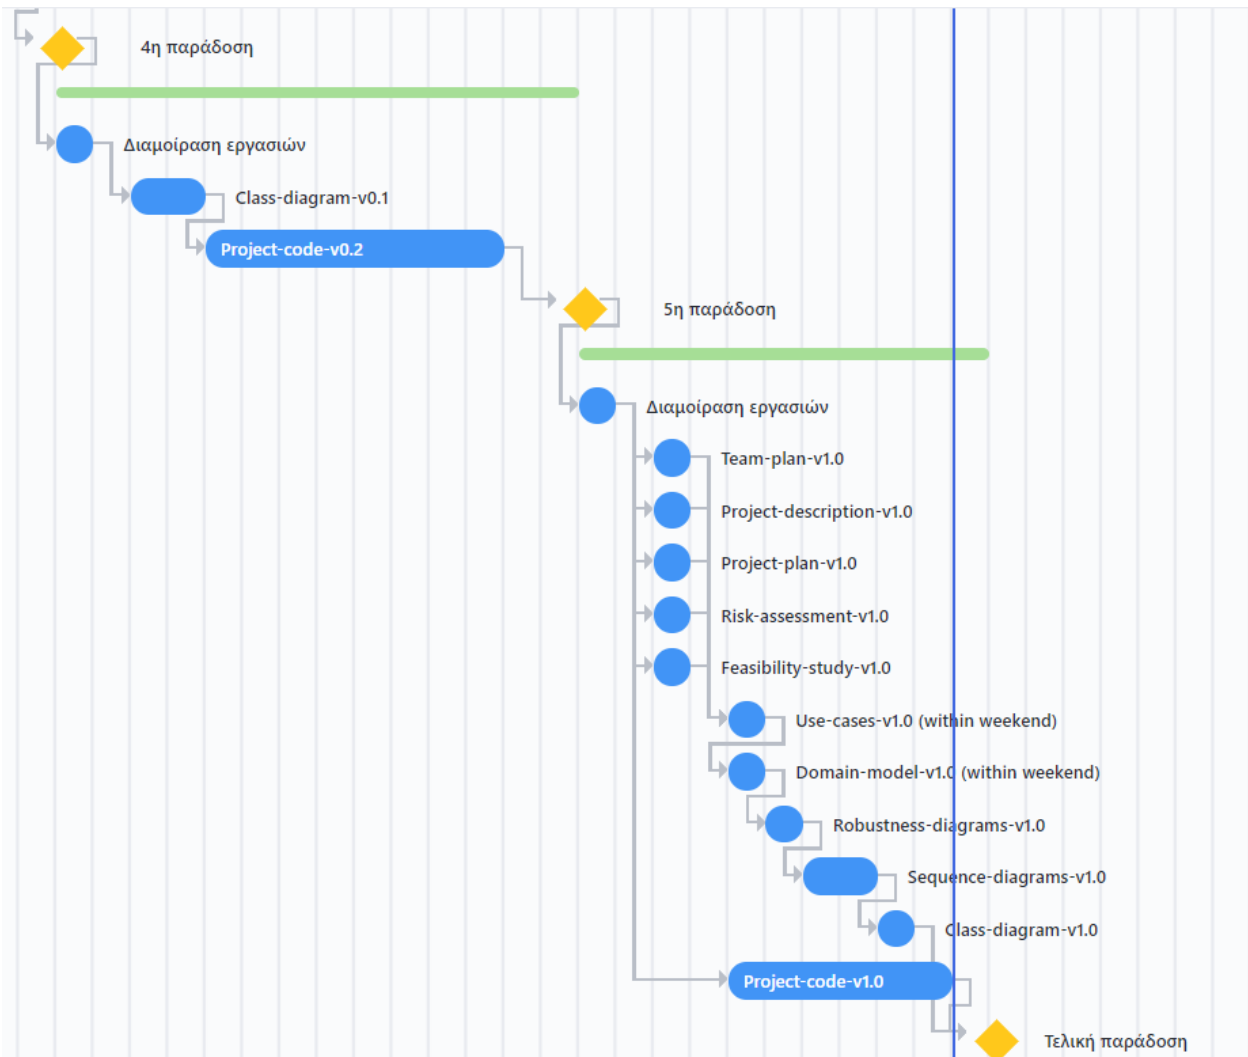 4η παράδοση
Διαμοίραση εργασιών
Class-diagram-v0.1
Project-code-v0.2
5η παράδοση
Διαμοίραση εργασιών
Team-plan-v1.0
Project-description-v1.0
Project-plan-v1.0
Risk-assessment-v1.0
Feasibility-study-v1.0
Use-cases-v1.0 (within weekend)
Domain-model-v1.0 (within weekend)
Robustness-diagrams-v1.0
Sequence-diagrams-v1.0
Class-diagram-v1.0
Project-code-v1.0
Τελική παράδοση